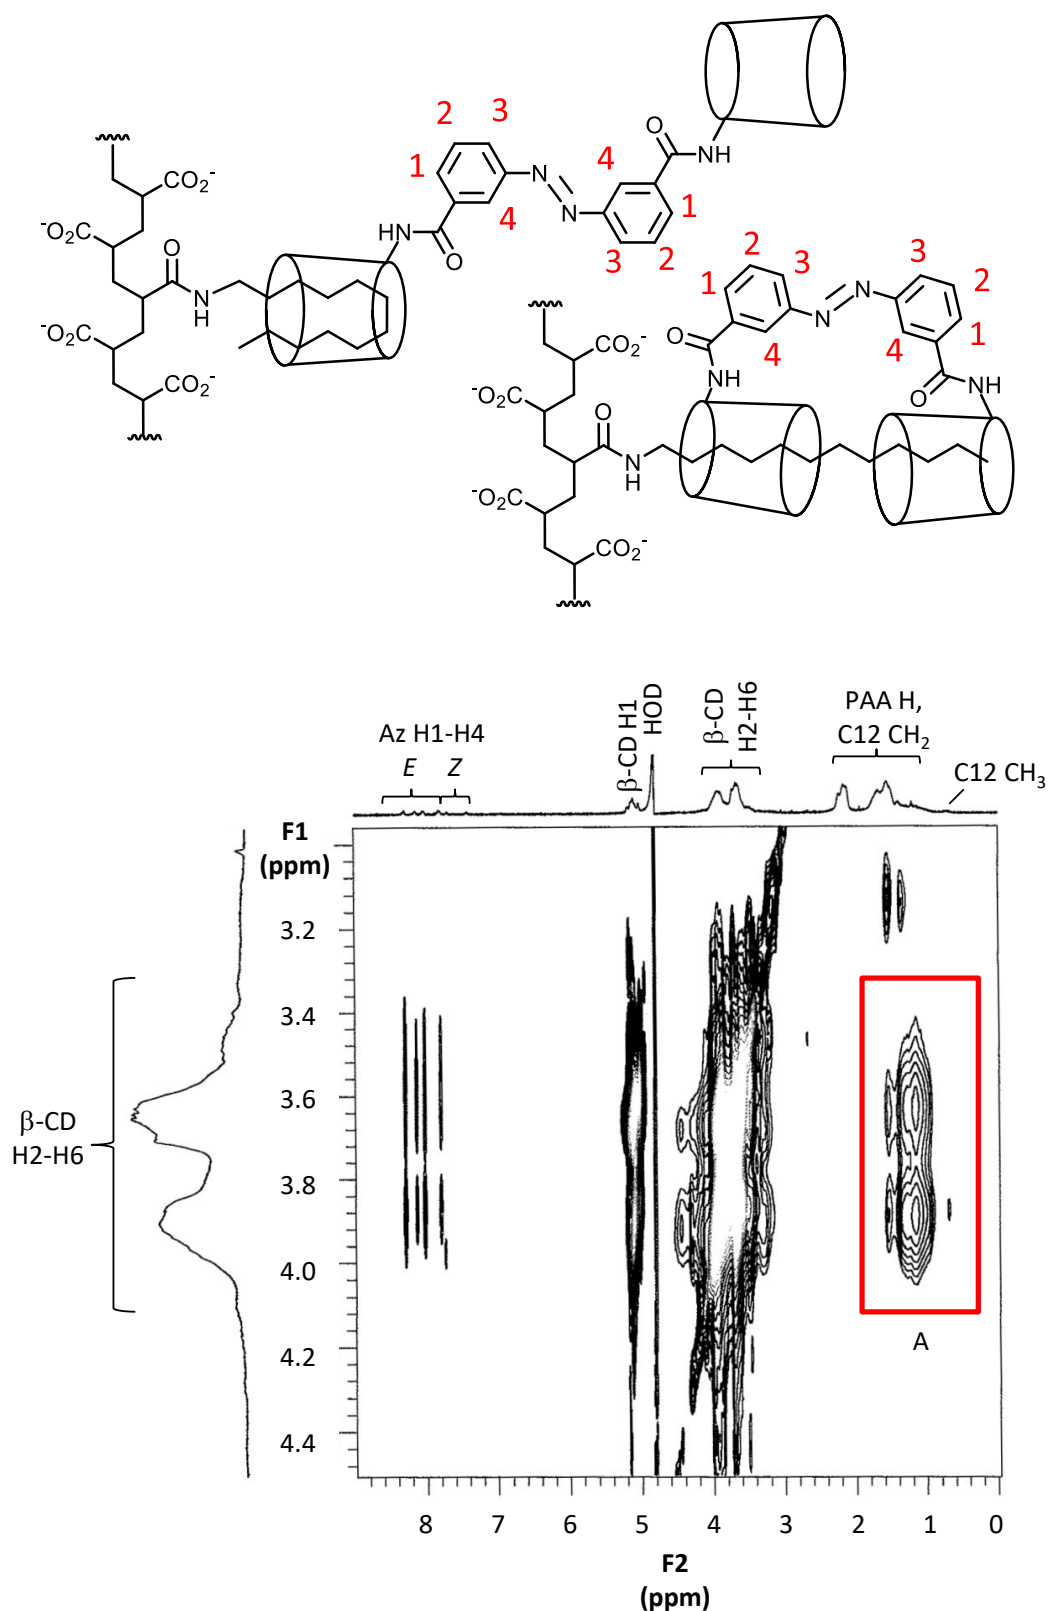 2
3
1
4
N
N
4
O
NH
1
2
3
NH
O
CO₂⁻
⁻O₂C
O
N
H
⁻O₂C
CO₂⁻
2
3
1
4
N
N
3
2
4
1
O
NH
O
NH
CO₂⁻
⁻O₂C
O
N
H
⁻O₂C
CO₂⁻
Az H1-H4
E
Z
β-CD H1
HOD
β-CD
H2-H6
PAA H,
C12 CH₂
C12 CH₃
F1
(ppm)
3.2
3.4
3.6
3.8
4.0
4.2
4.4
β-CD
H2-H6
A
8
7
6
5
4
3
2
1
0
F2
(ppm)